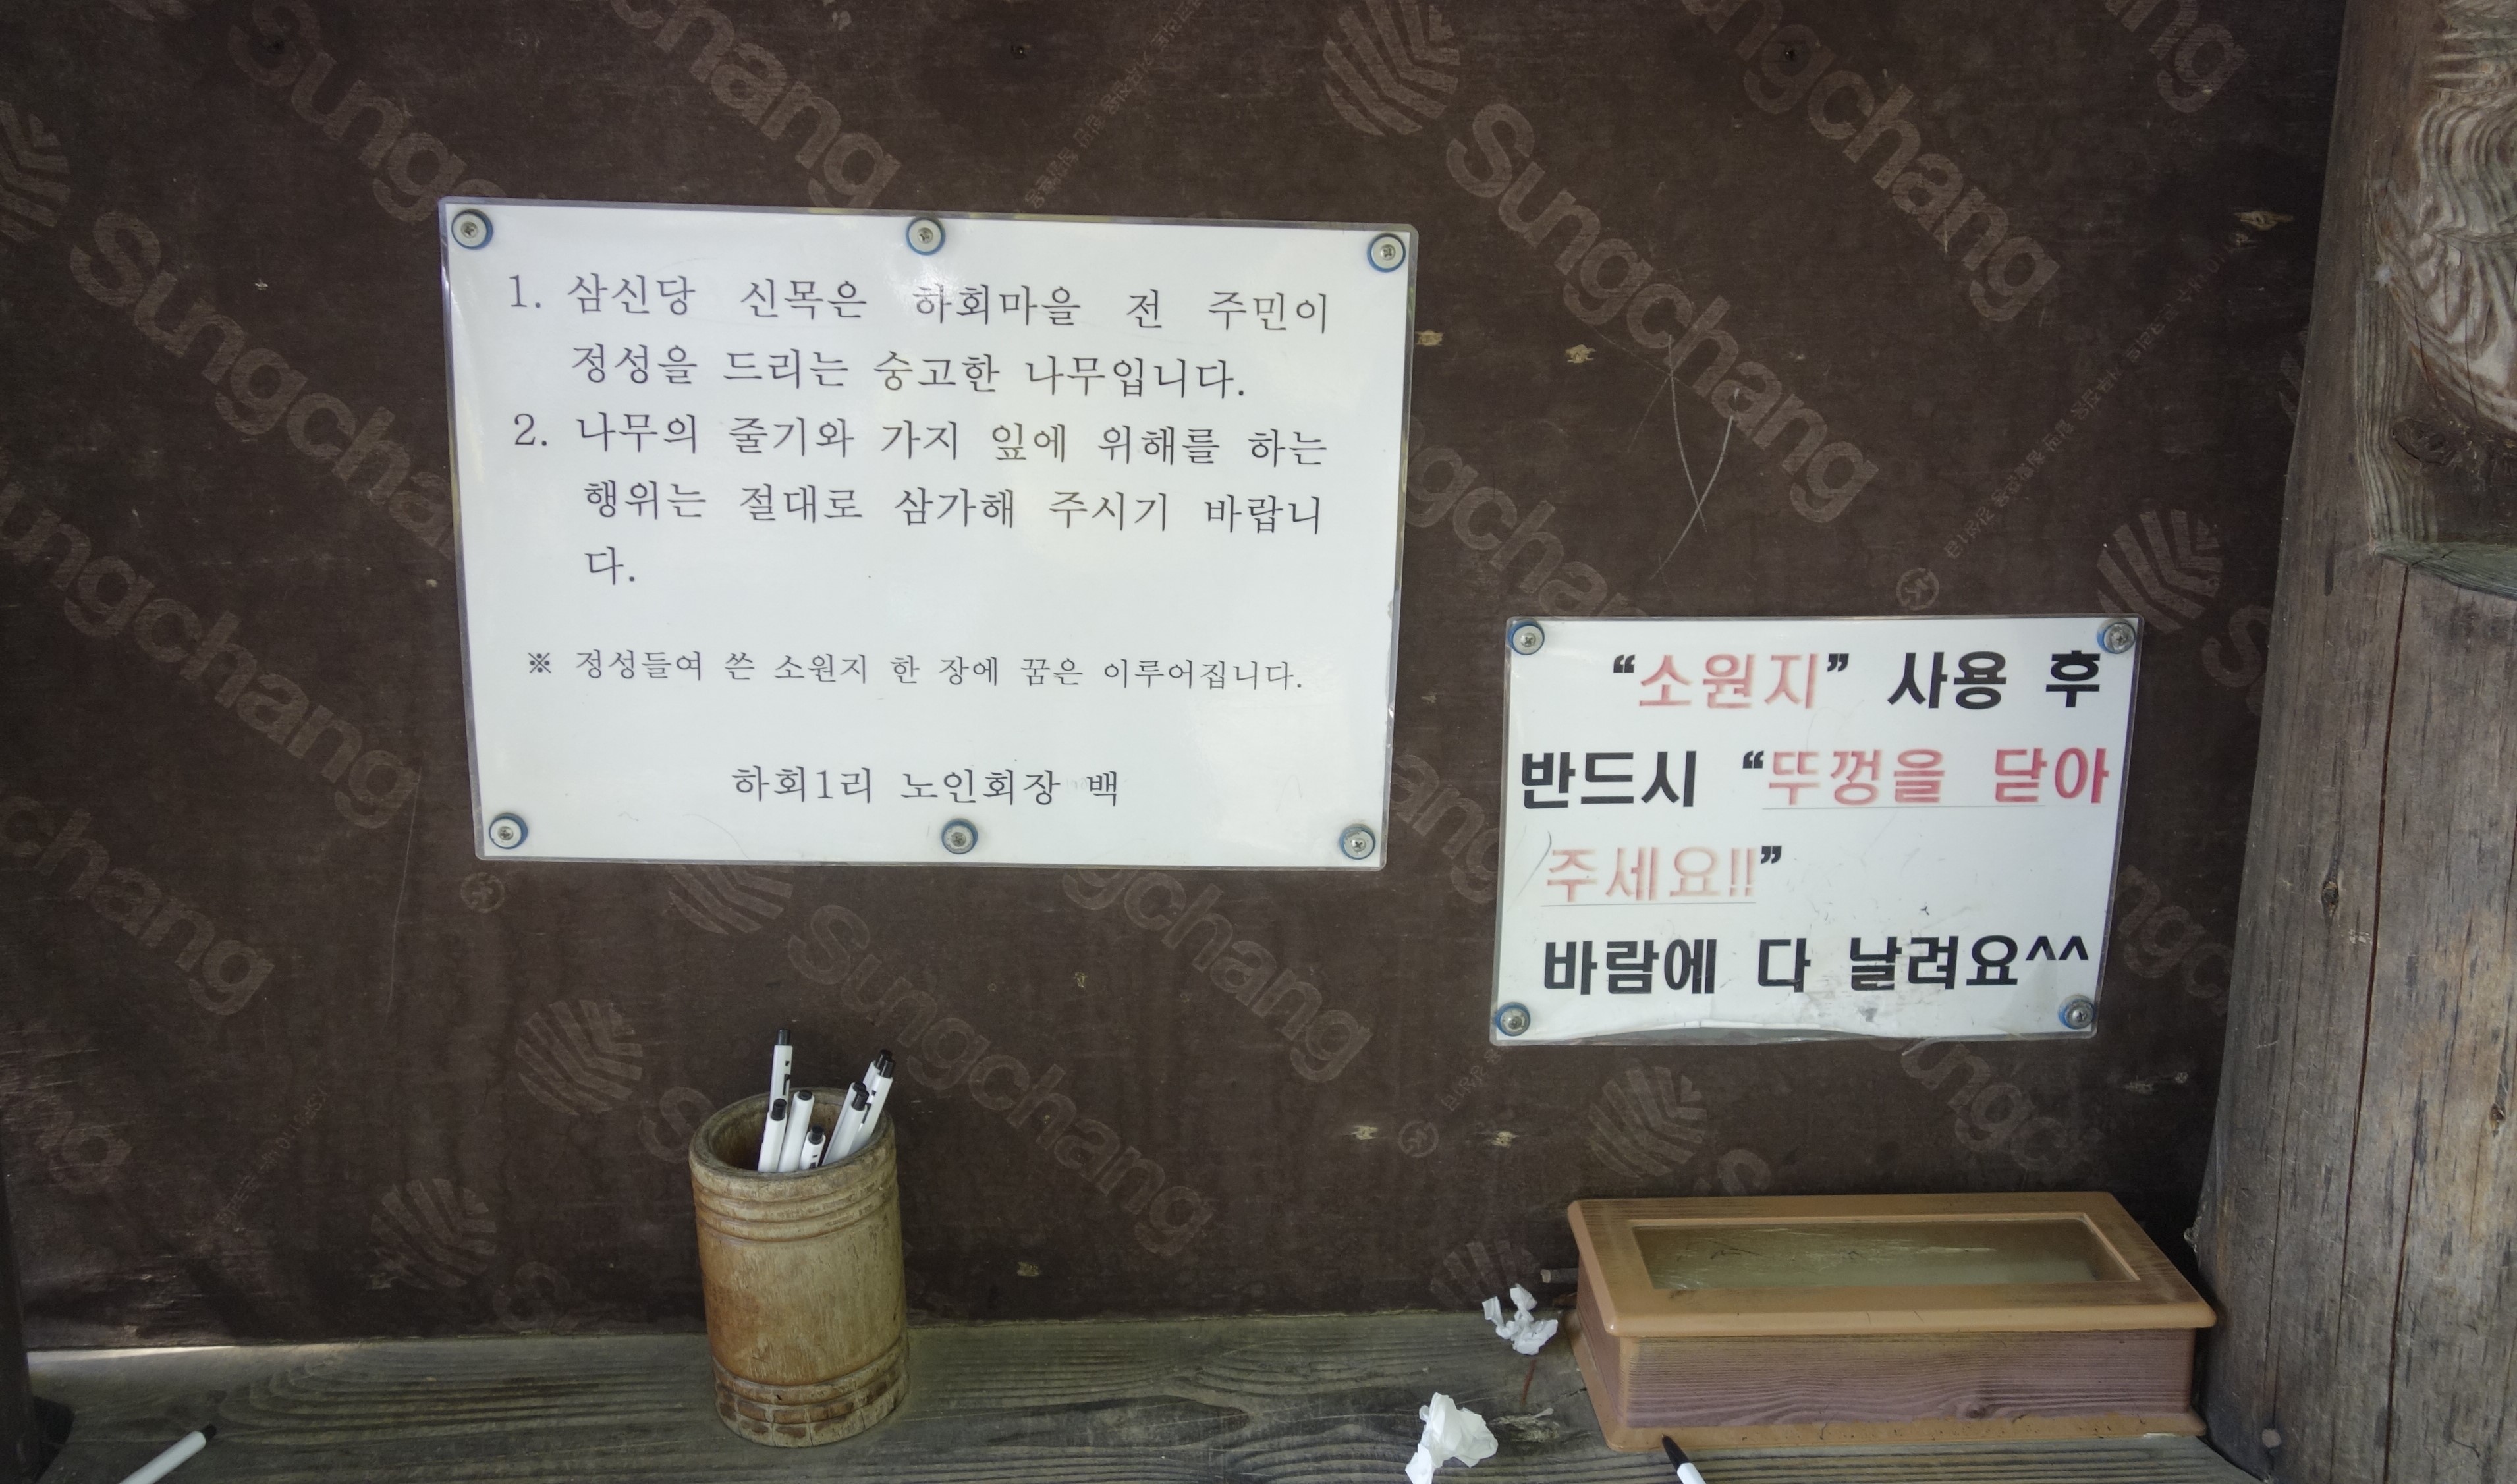 1. 삼신당 신목은 하회마을 전 주민이
정성을 드리는 숭고한 나무입니다.
2. 나무의 줄기와 가지 잎에 위해를 하는
행위는 절대로 삼가해 주시기 바랍니
다.
※ 정성들여 쓴 소원지 한 장에 꿈은 이루어집니다.
하회1리 노인회장 백
“소원지” 사용 후
반드시 “뚜껑을 닫아
주세요!!!”
바람에 다 날려요^^
Sungchang
Sungchang
Sungchang
Sungchang
Sungchang
Sungchang